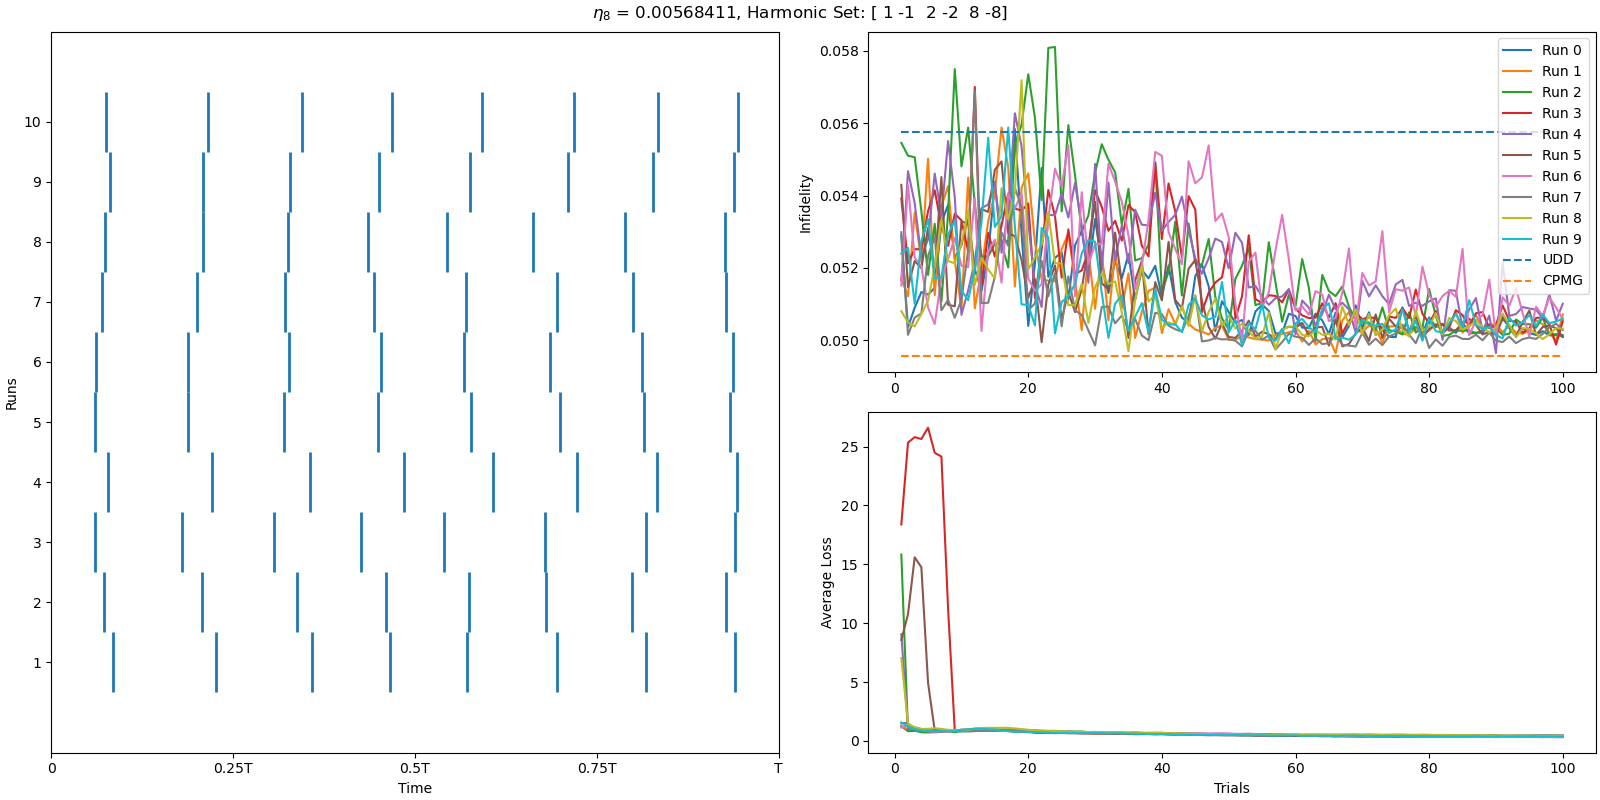 η8 = 0.00568411, Harmonic Set: [ 1 -1  2 -2  8 -8]
Runs
10
9
8
7
6
5
4
3
2
1
0
0.25T
0.5T
0.75T
T
Time
Infidelity
0.058
0.056
0.054
0.052
0.050
0
20
40
60
80
100
Run 0
Run 1
Run 2
Run 3
Run 4
Run 5
Run 6
Run 7
Run 8
Run 9
UDD
CPMG
Average Loss
25
20
15
10
5
0
0
20
40
60
80
100
Trials